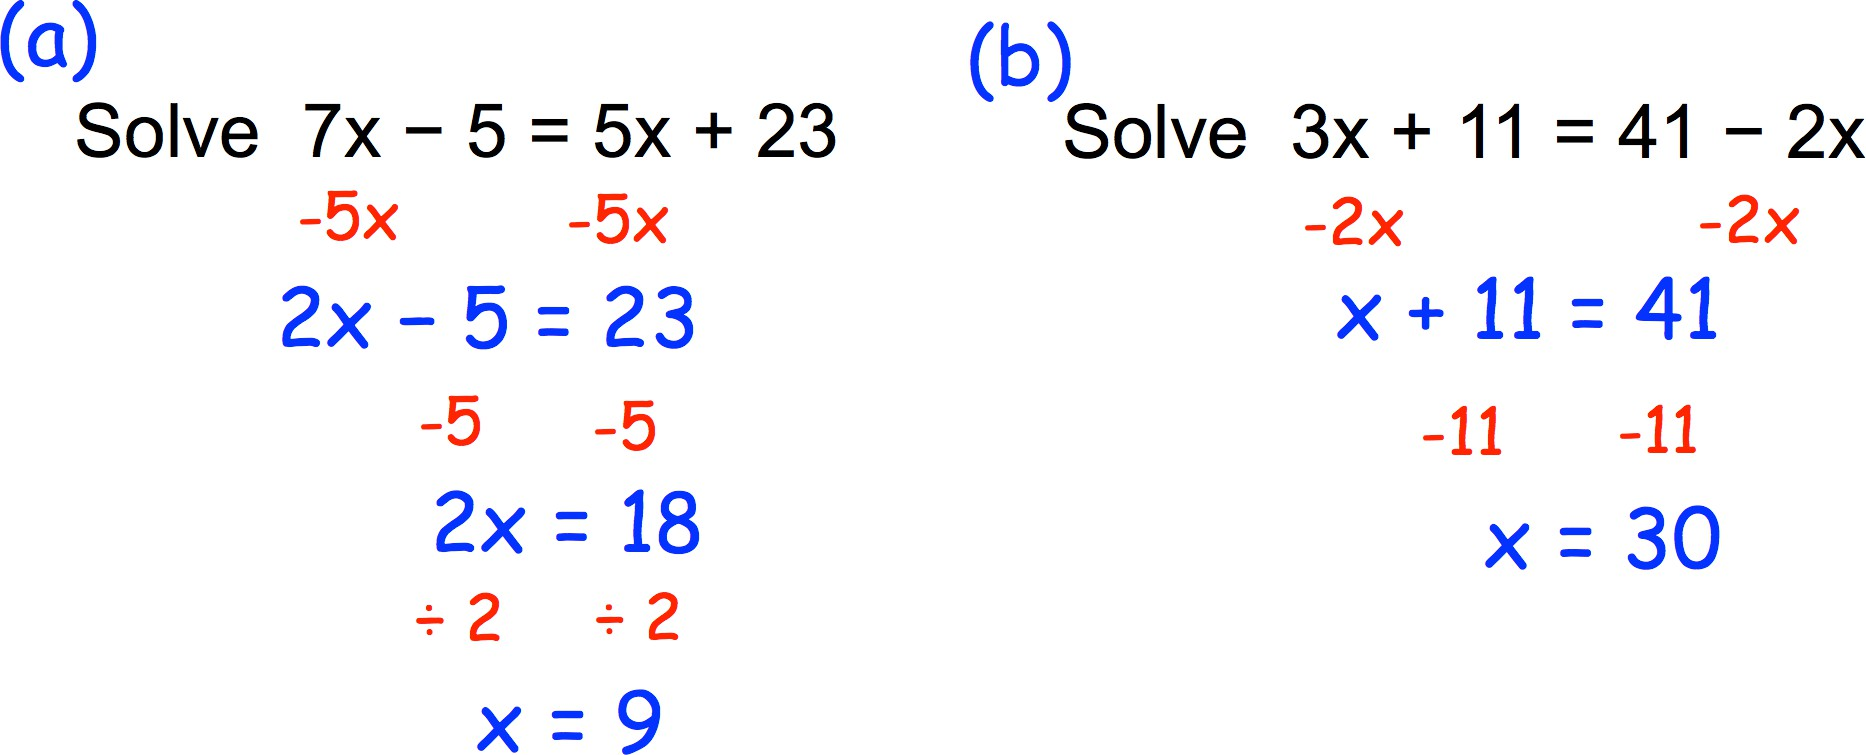 (a)
Solve 7x − 5 = 5x + 23
-5x -5x
2x − 5 = 23
-5 -5
2x = 18
÷ 2 ÷ 2
x = 9
(b)
Solve 3x + 11 = 41 − 2x
-2x -2x
x + 11 = 41
-11 -11
x = 30